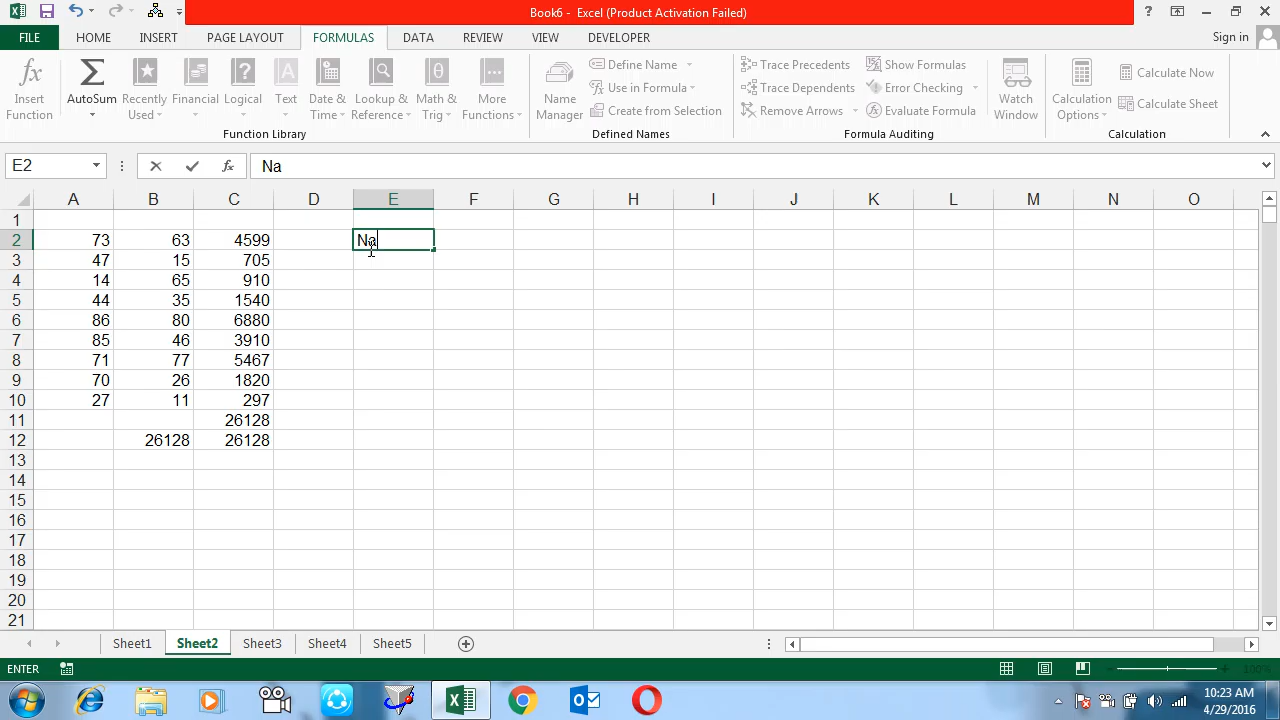 Book6 - Excel (Product Activation Failed)
FILE HOME INSERT PAGE LAYOUT FORMULAS DATA REVIEW VIEW DEVELOPER Sign in
Insert Function
AutoSum
Recently Used
Financial
Logical
Text
Date & Time
Lookup & Reference
Math & Trig
More Functions
Function Library
Name Manager
Define Name
Use in Formula
Create from Selection
Defined Names
Trace Precedents
Trace Dependents
Remove Arrows
Show Formulas
Error Checking
Evaluate Formula
Formula Auditing
Watch Window
Calculation Options
Calculate Now
Calculate Sheet
Calculation
E2 fx Na
A B C D E F G H I J K L M N O
1
2 73 63 4599 Na
3 47 15 705
4 14 65 910
5 44 35 1540
6 86 80 6880
7 85 46 3910
8 71 77 5467
9 70 26 1820
10 27 11 297
11 26128
12 26128 26128
13
14
15
16
17
18
19
20
21
Sheet1 Sheet2 Sheet3 Sheet4 Sheet5
ENTER 100%
10:23 AM
4/29/2016